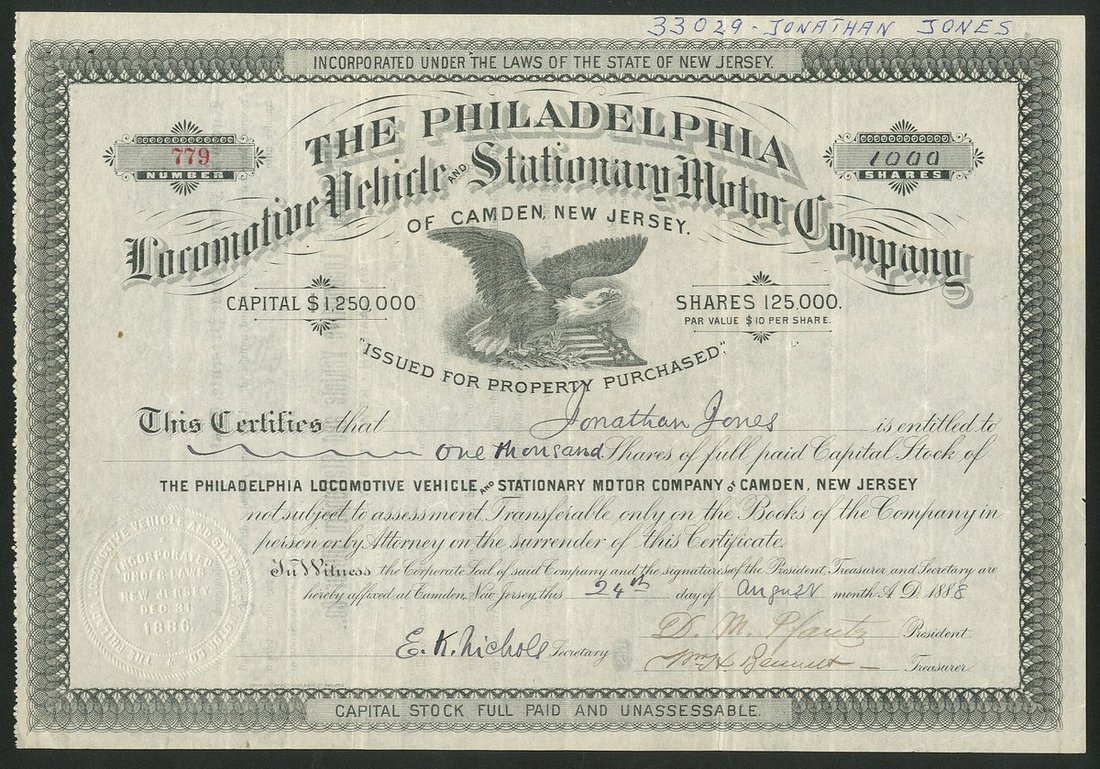 33029-JONATHAN JONES
INCORPORATED UNDER THE LAWS OF THE STATE OF NEW JERSEY.
779
NUMBER
1000
SHARES
THE PHILADELPHIA
Locomotive Vehicle AND Stationary Motor Company
OF CAMDEN, NEW JERSEY.
CAPITAL $1,250,000
SHARES 125,000.
PAR VALUE $10 PER SHARE.
"ISSUED FOR PROPERTY PURCHASED"
This Certifies that Jonathan Jones is entitled to
One thousand Shares of full paid Capital Stock of
THE PHILADELPHIA LOCOMOTIVE VEHICLE AND STATIONARY MOTOR COMPANY OF CAMDEN, NEW JERSEY
not subject to assessment. Transferable only on the Books of the Company in
person or by Attorney on the surrender of this Certificate.
In Witness the Corporate Seal of said Company and the signatures of the President, Treasurer and Secretary are
hereby affixed at Camden, New Jersey, this 24th day of August month A D 1888
D. M. Pfautz President.
E. K. Nichols Secretary
Wm H Bennett Treasurer.
INCORPORATED
UNDER LAWS
NEW JERSEY.
DEC. 31.
1886.
CAPITAL STOCK FULL PAID AND UNASSESSABLE.